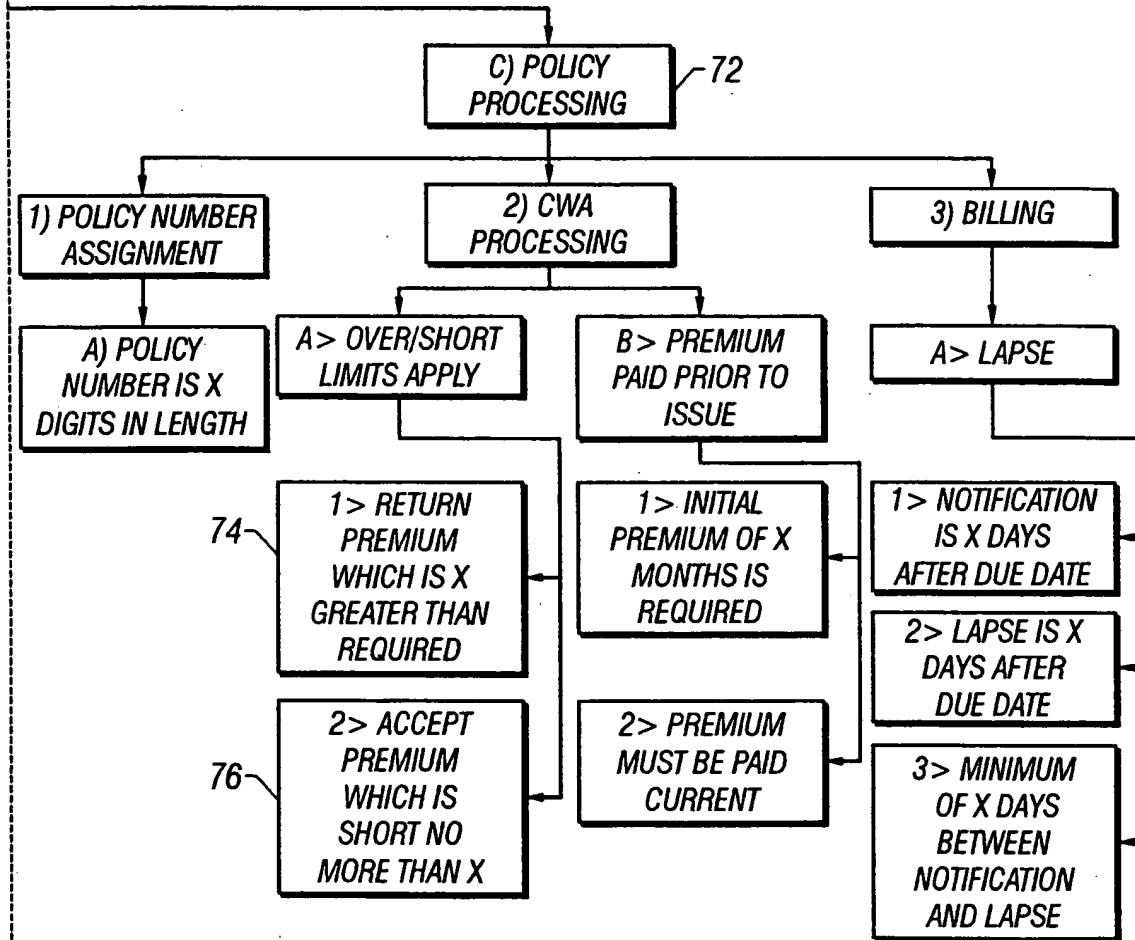 C) POLICY
PROCESSING
72
1) POLICY NUMBER
ASSIGNMENT
2) CWA
PROCESSING
3) BILLING
A) POLICY
NUMBER IS X
DIGITS IN LENGTH
A> OVER/SHORT
LIMITS APPLY
B> PREMIUM
PAID PRIOR TO
ISSUE
A> LAPSE
74
1> RETURN
PREMIUM
WHICH IS X
GREATER THAN
REQUIRED
1> INITIAL
PREMIUM OF X
MONTHS IS
REQUIRED
1> NOTIFICATION
IS X DAYS
AFTER DUE DATE
2> LAPSE IS X
DAYS AFTER
DUE DATE
76
2> ACCEPT
PREMIUM
WHICH IS
SHORT NO
MORE THAN X
2> PREMIUM
MUST BE PAID
CURRENT
3> MINIMUM
OF X DAYS
BETWEEN
NOTIFICATION
AND LAPSE